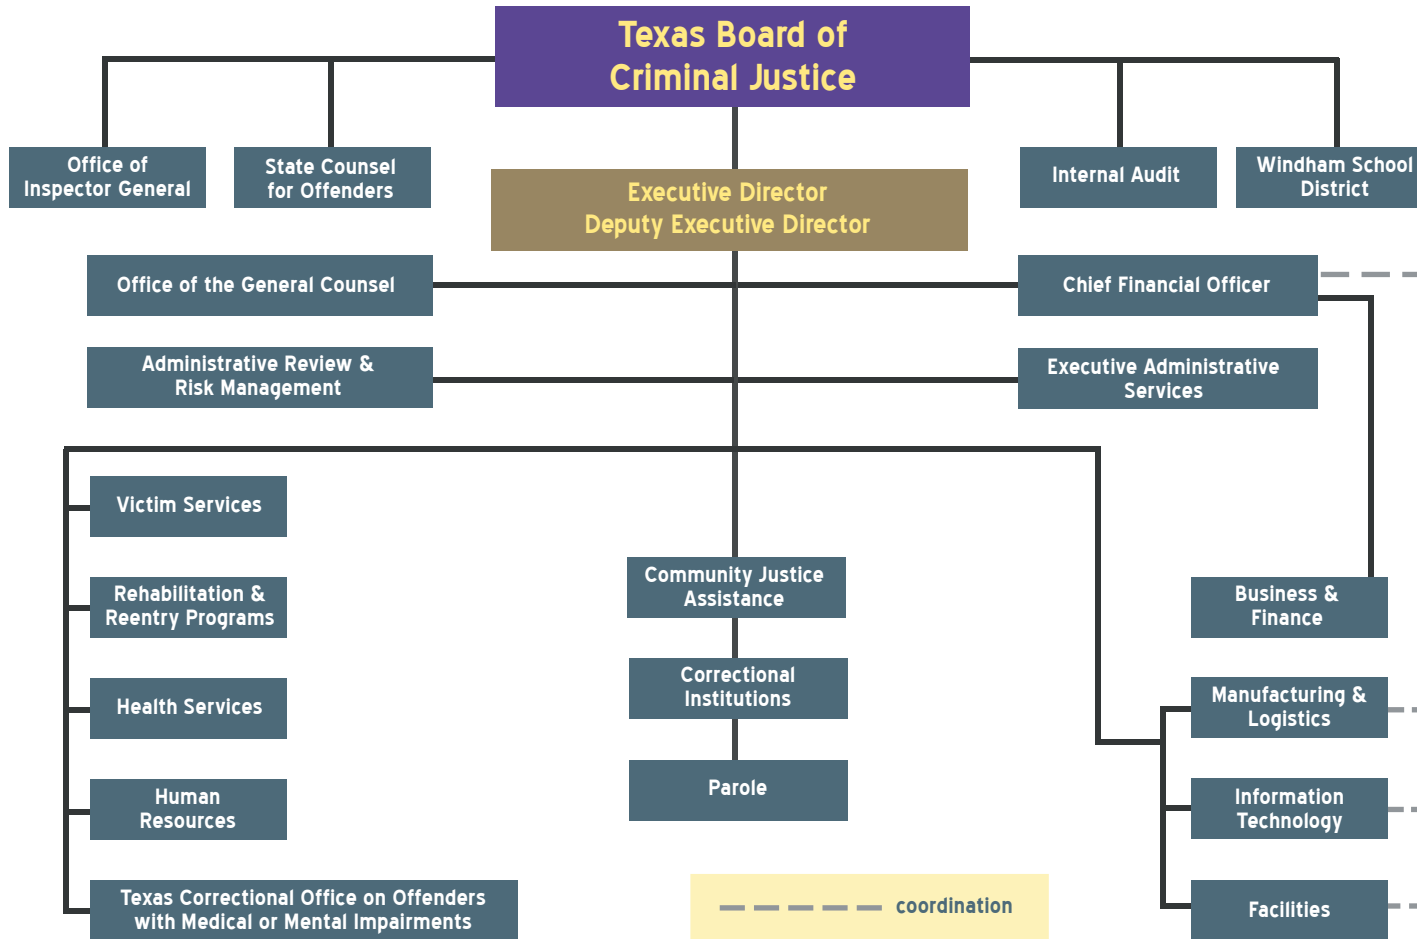 Texas Board of
Criminal Justice
Office of
Inspector General
State Counsel
for Offenders
Internal Audit
Windham School
District
Executive Director
Deputy Executive Director
Office of the General Counsel
Chief Financial Officer
Administrative Review &
Risk Management
Executive Administrative
Services
Victim Services
Rehabilitation &
Reentry Programs
Health Services
Human
Resources
Texas Correctional Office on Offenders
with Medical or Mental Impairments
Community Justice
Assistance
Correctional
Institutions
Parole
Business &
Finance
Manufacturing &
Logistics
Information
Technology
Facilities
coordination